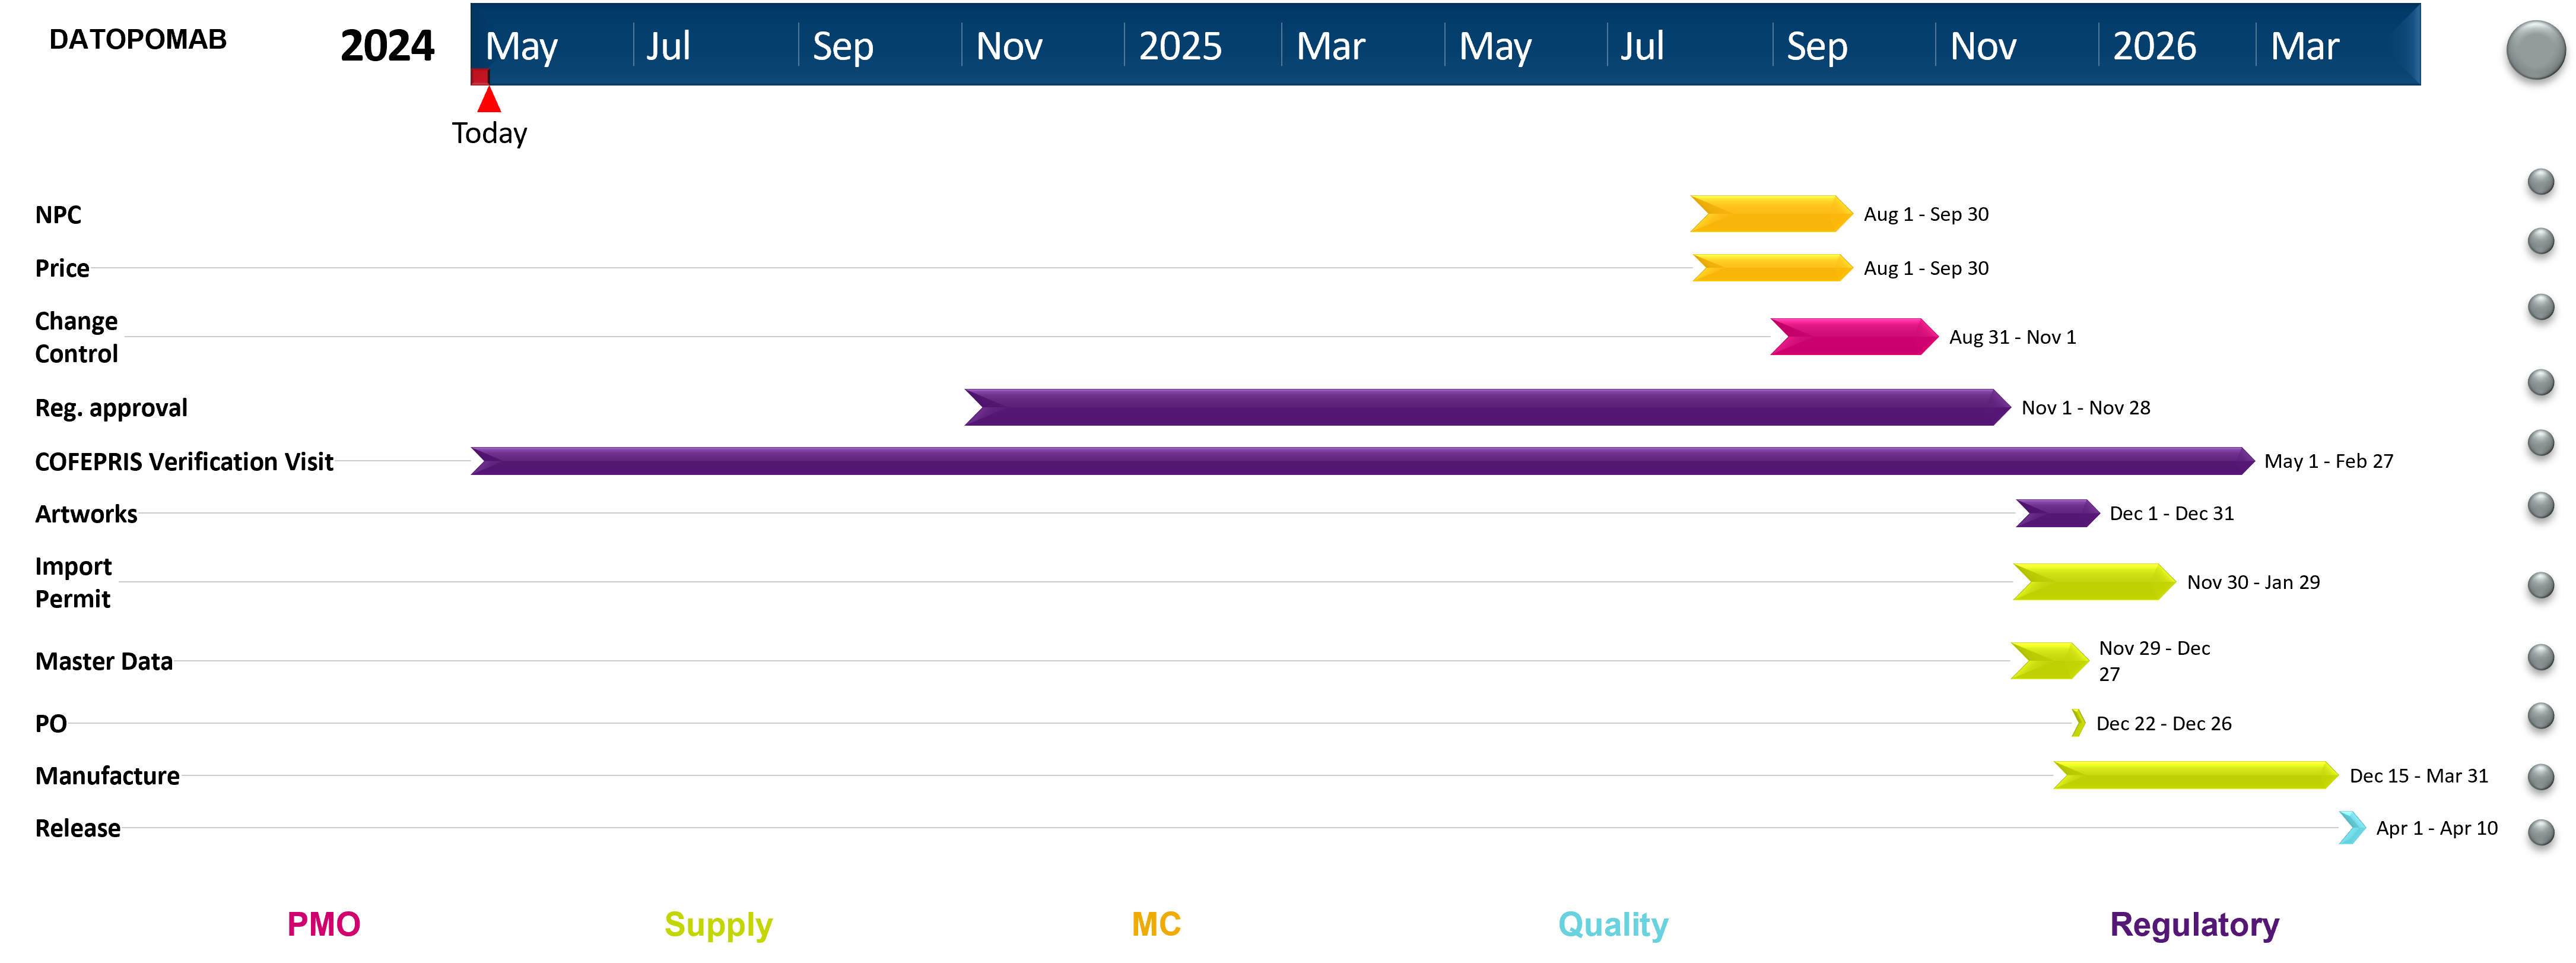 DATOPOMAB
2024
May Jul Sep Nov 2025 Mar May Jul Sep Nov 2026 Mar
Today
NPC
Aug 1 - Sep 30
Price
Aug 1 - Sep 30
Change
Control
Aug 31 - Nov 1
Reg. approval
Nov 1 - Nov 28
COFEPRIS Verification Visit
May 1 - Feb 27
Artworks
Dec 1 - Dec 31
Import
Permit
Nov 30 - Jan 29
Master Data
Nov 29 - Dec
27
PO
Dec 22 - Dec 26
Manufacture
Dec 15 - Mar 31
Release
Apr 1 - Apr 10
PMO Supply MC Quality Regulatory